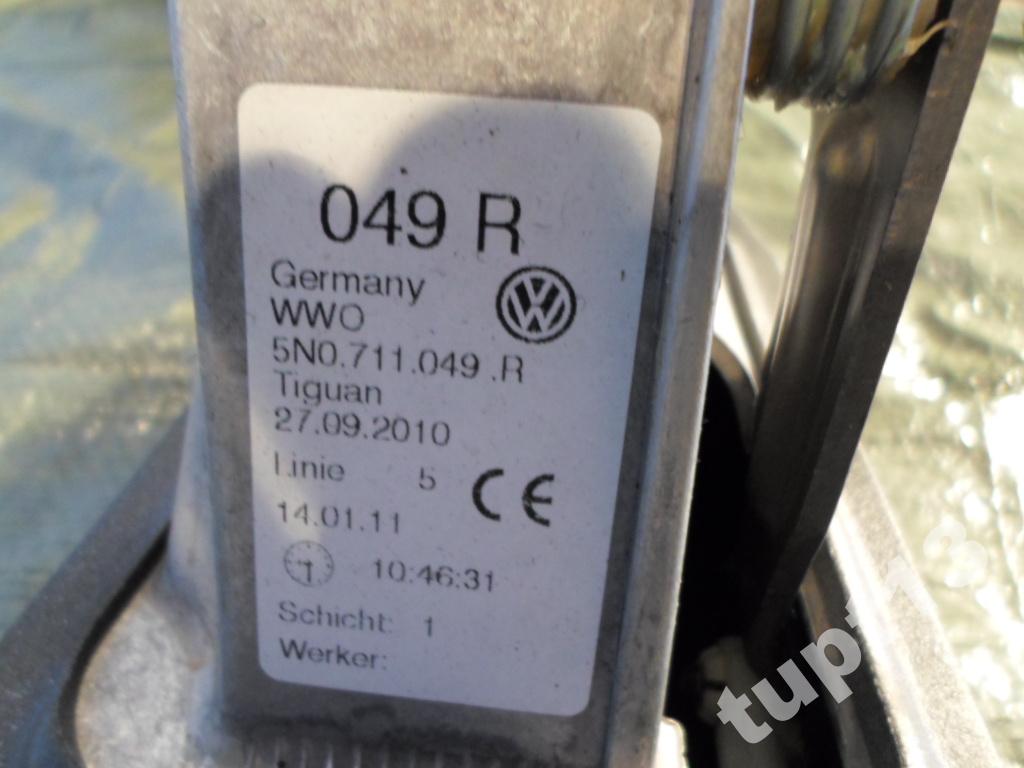 049 R
Germany
WWO
5N0.711.049 .R
Tiguan
27.09.2010
Linie 5 CE
14.01.11
10:46:31
Schicht: 1
Werker: